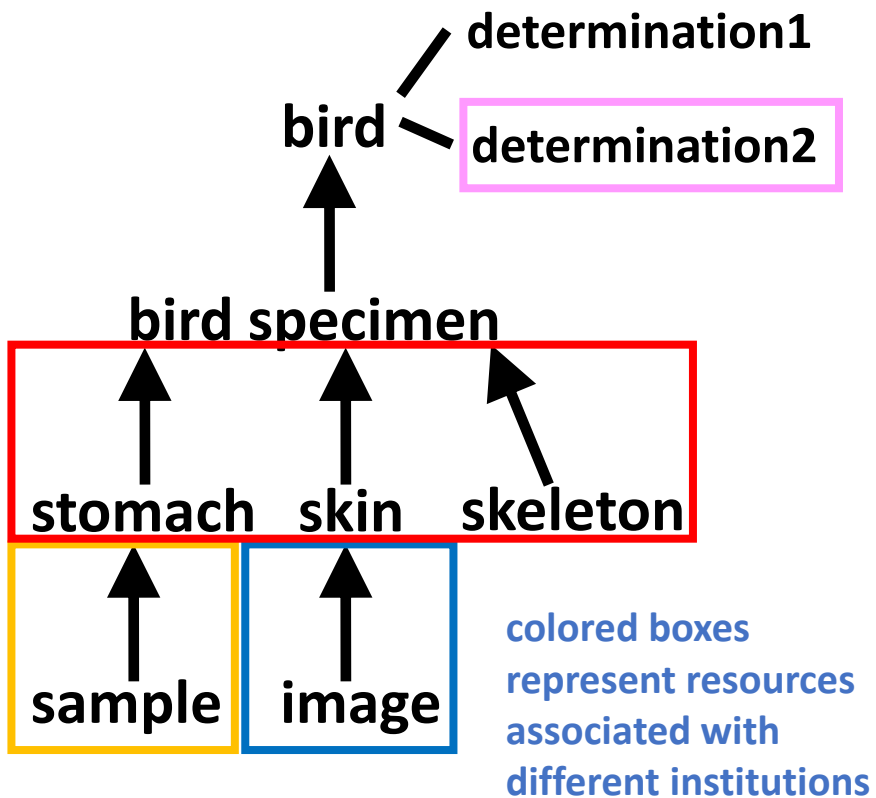 determination1
bird
determination2
bird specimen
stomach skin skeleton
sample image
colored boxes
represent resources
associated with
different institutions